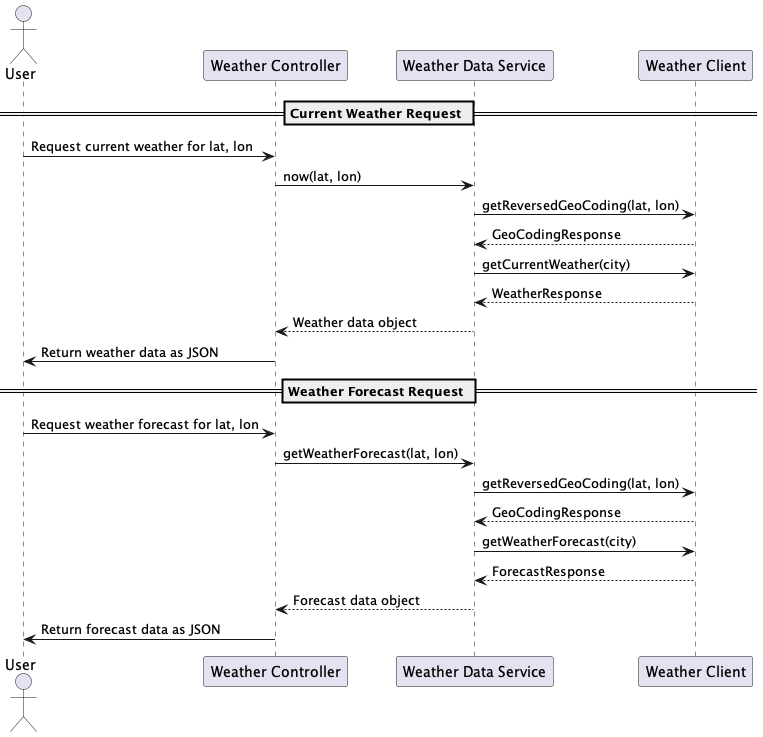 User
Weather Controller
Weather Data Service
Weather Client
Current Weather Request
Request current weather for lat, lon
now(lat, lon)
getReversedGeoCoding(lat, lon)
GeoCodingResponse
getCurrentWeather(city)
WeatherResponse
Weather data object
Return weather data as JSON
Weather Forecast Request
Request weather forecast for lat, lon
getWeatherForecast(lat, lon)
getReversedGeoCoding(lat, lon)
GeoCodingResponse
getWeatherForecast(city)
ForecastResponse
Forecast data object
Return forecast data as JSON
User
Weather Controller
Weather Data Service
Weather Client